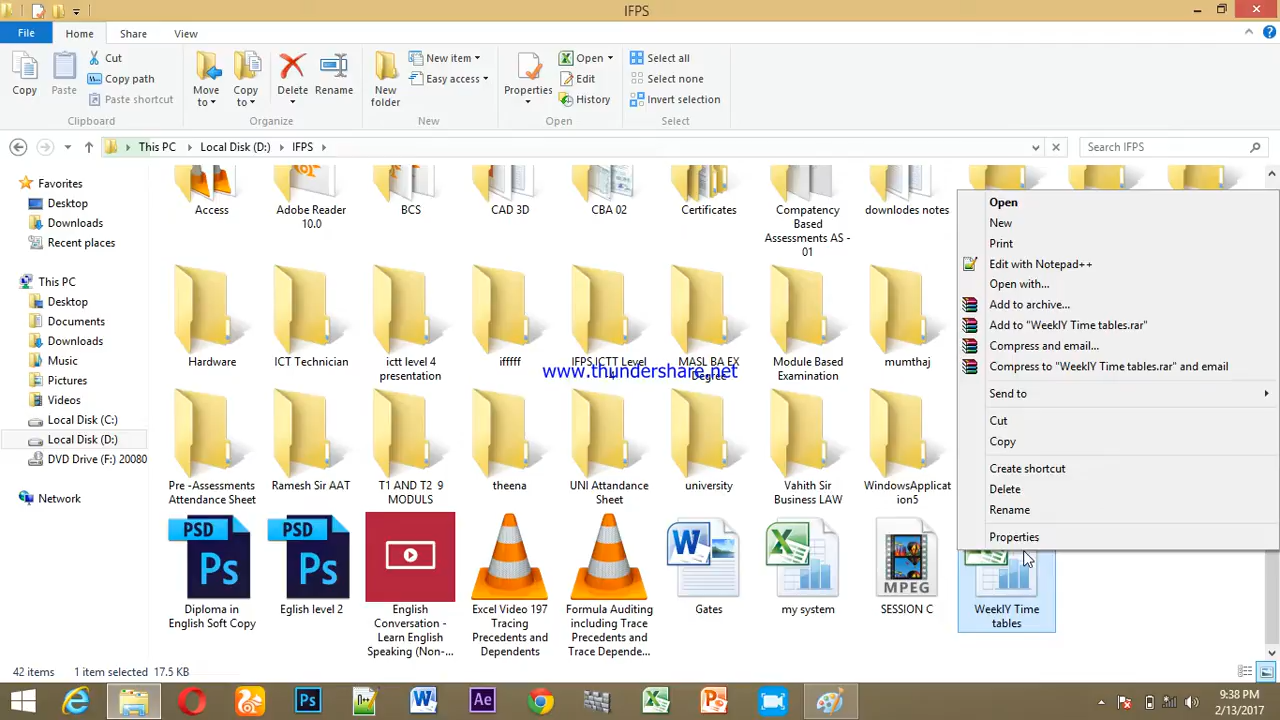 IFPS
File Home Share View
Copy
Paste
Cut
Copy path
Paste shortcut
Move to
Copy to
Delete
Rename
New folder
New item
Easy access
Properties
Open
Edit
History
Select all
Select none
Invert selection
Clipboard Organize New Open Select
This PC Local Disk (D:) IFPS
Search IFPS
Favorites
Desktop
Downloads
Recent places
This PC
Desktop
Documents
Downloads
Music
Pictures
Videos
Local Disk (C:)
Local Disk (D:)
DVD Drive (F:) 20080
Network
Access
Adobe Reader
10.0
BCS
CAD 3D
CBA 02
Certificates
Compatency
Based
Assessments AS -
01
downlodes notes
Hardware
ICT Technician
ictt level 4
presentation
ifffff
IFPS ICTT Level
MASL BA EX
Degree
Module Based
Examination
mumthaj
www.thundershare.net
Pre -Assessments
Attendance Sheet
Ramesh Sir AAT
T1 AND T2 9
MODULS
theena
UNI Attandance
Sheet
university
Vahith Sir
Business LAW
WindowsApplicat
ion5
PSD
Ps
Diploma in
English Soft Copy
PSD
Ps
Eglish level 2
English
Conversation -
Learn English
Speaking (Non-...
Excel Video 197
Tracing
Precedents and
Dependents
Formula Auditing
including Trace
Precedents and
Trace Depende...
Gates
my system
MPEG
SESSION C
WeeklY Time
tables
Open
New
Print
Edit with Notepad++
Open with...
Add to archive...
Add to "WeeklY Time tables.rar"
Compress and email...
Compress to "WeeklY Time tables.rar" and email
Send to
Cut
Copy
Create shortcut
Delete
Rename
Properties
42 items 1 item selected 17.5 KB
Ps
Ae
9:38 PM
2/13/2017